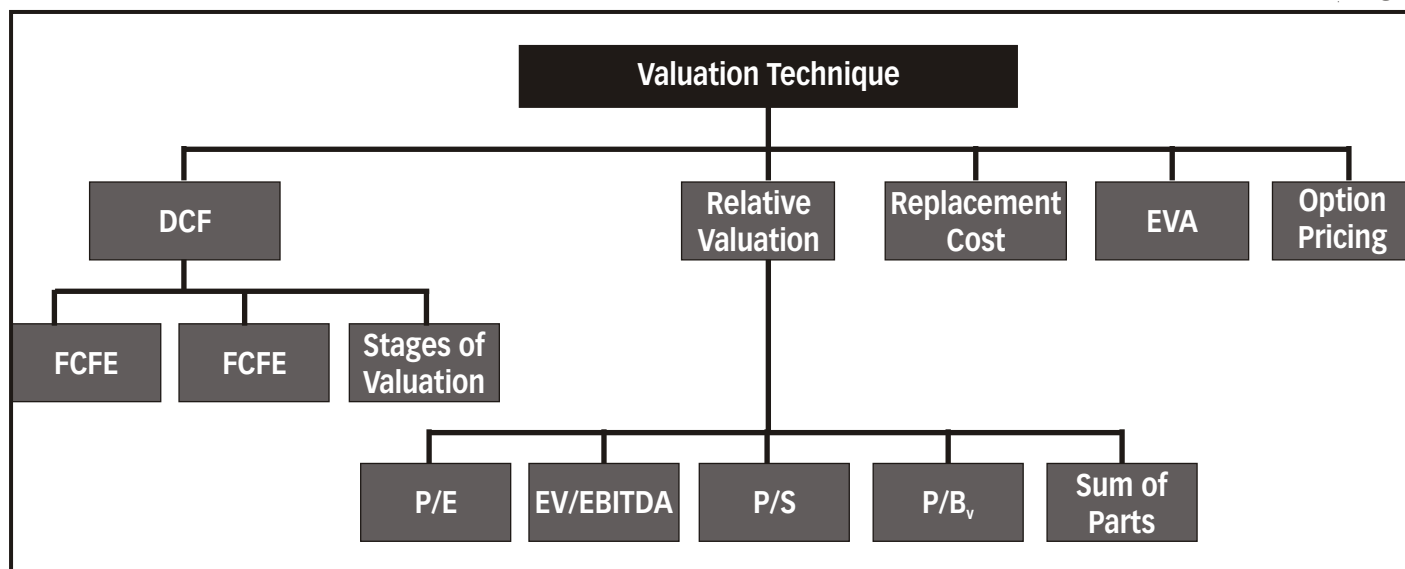 Valuation Technique
DCF
Relative
Valuation
Replacement
Cost
EVA
Option
Pricing
FCFE
FCFE
Stages of
Valuation
P/E
EV/EBITDA
P/S
P/Bv
Sum of
Parts